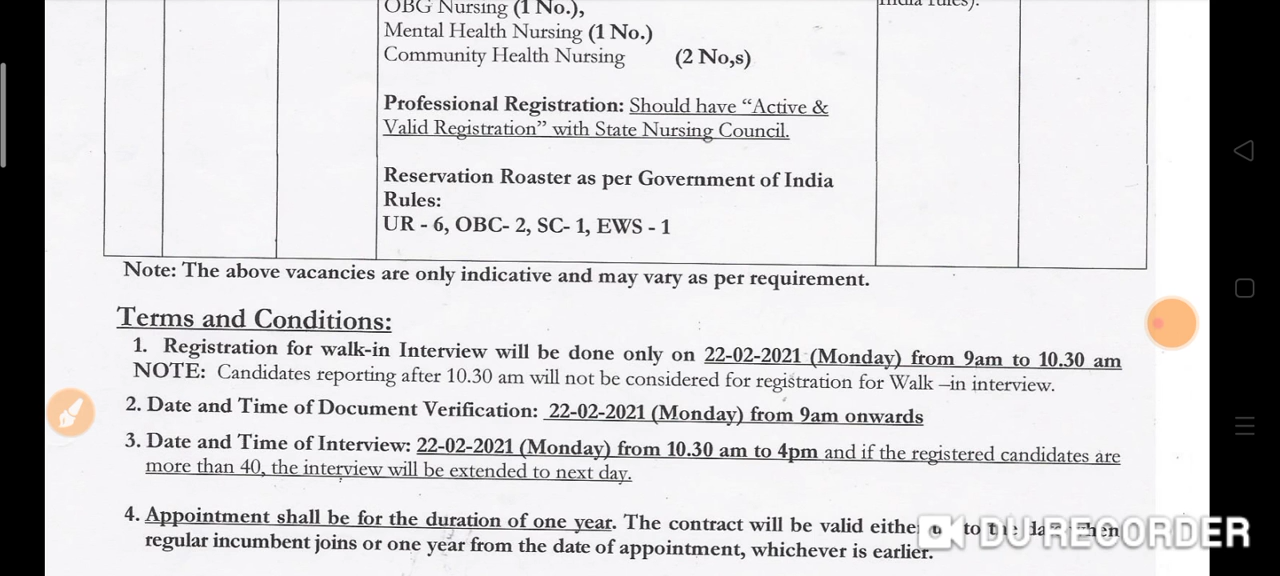 OBG Nursing (1 No.),
India rules).
Mental Health Nursing (1 No.)
Community Health Nursing (2 No,s)
Professional Registration: Should have “Active &
Valid Registration” with State Nursing Council.
Reservation Roaster as per Government of India
Rules:
UR - 6, OBC- 2, SC- 1, EWS - 1
Note: The above vacancies are only indicative and may vary as per requirement.
Terms and Conditions:
1. Registration for walk-in Interview will be done only on 22-02-2021 (Monday) from 9am to 10.30 am
NOTE: Candidates reporting after 10.30 am will not be considered for registration for Walk –in interview.
2. Date and Time of Document Verification: 22-02-2021 (Monday) from 9am onwards
3. Date and Time of Interview: 22-02-2021 (Monday) from 10.30 am to 4pm and if the registered candidates are
more than 40, the interview will be extended to next day.
4. Appointment shall be for the duration of one year. The contract will be valid to
regular incumbent joins or one year from the date of appointment, whichever is earlier.
DU RECORDER